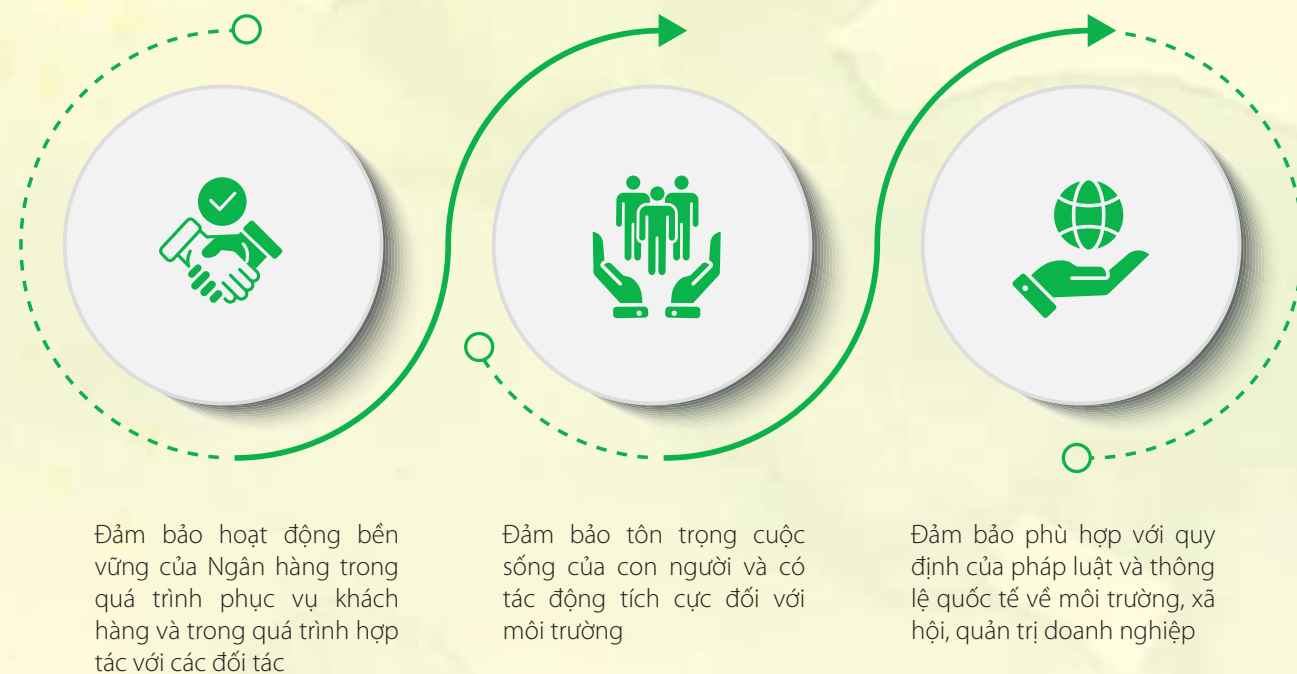 Đảm bảo hoạt động bền
vững của Ngân hàng trong
quá trình phục vụ khách
hàng và trong quá trình hợp
tác với các đối tác
Đảm bảo tôn trọng cuộc
sống của con người và có
tác động tích cực đối với
môi trường
Đảm bảo phù hợp với quy
định của pháp luật và thông
lệ quốc tế về môi trường, xã
hội, quản trị doanh nghiệp